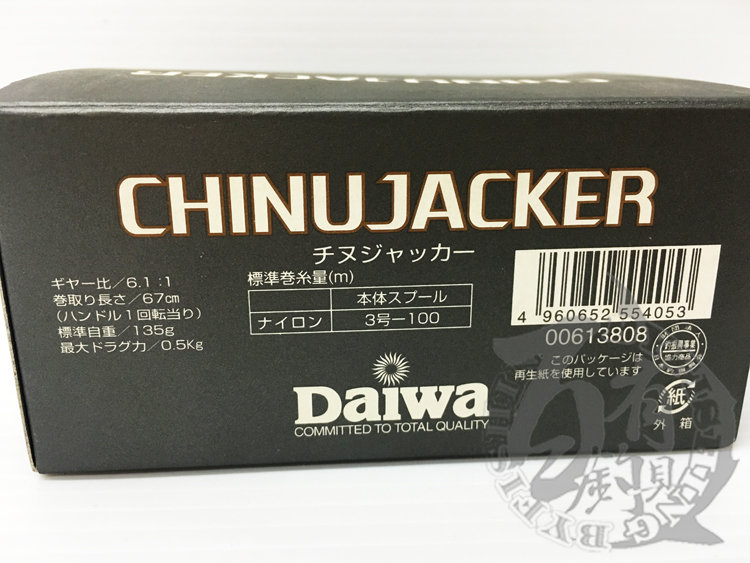 CHINUJACKER
CHINUJACKER
チヌジャッカー
ギヤー比/6.1:1
巻取り長さ/67cm
(ハンドル1回転当り)
標準自重/135g
最大ドラグ力/0.5Kg
標準巻糸量(m)
本体スプール
ナイロン 3号-100
Daiwa
COMMITTED TO TOTAL QUALITY
4 960652 554053
00613808
このパッケージは
再生紙を使用しています
紙
外箱